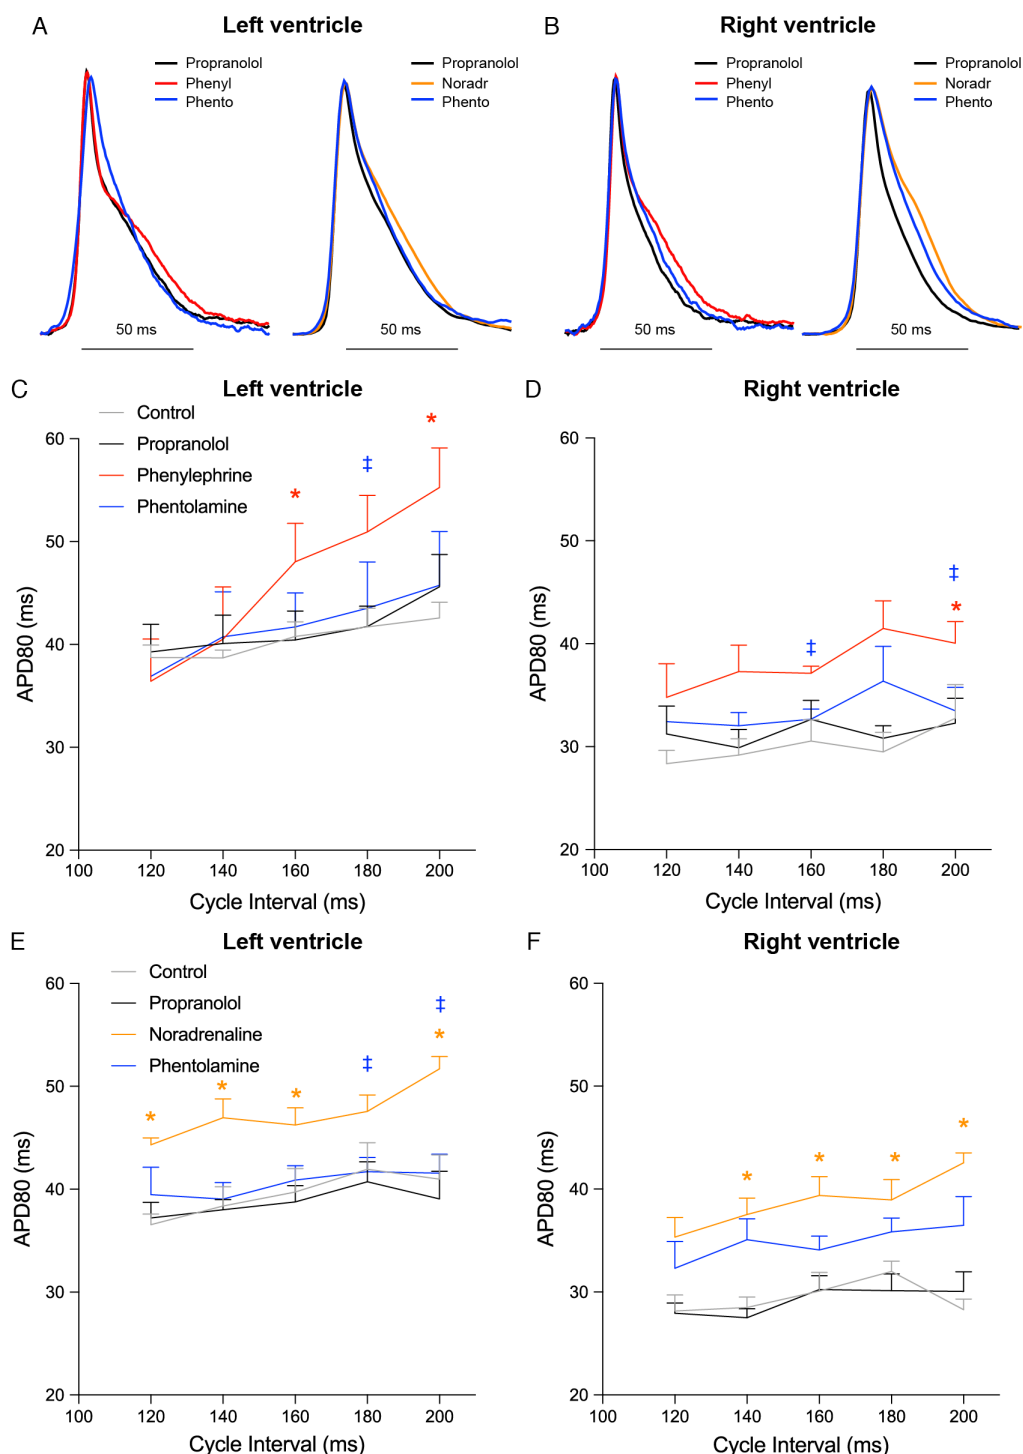 A
Left ventricle
Propranolol
Phenyl
Phento
Propranolol
Noradr
Phento
50 ms
50 ms
B
Right ventricle
Propranolol
Phenyl
Phento
Propranolol
Noradr
Phento
50 ms
50 ms
C
Left ventricle
Control
Propranolol
Phenylephrine
Phentolamine
*
‡
*
APD80 (ms)
60
50
40
30
20
100 120 140 160 180 200
Cycle Interval (ms)
D
Right ventricle
‡
‡
*
APD80 (ms)
60
50
40
30
20
100 120 140 160 180 200
Cycle Interval (ms)
E
Left ventricle
Control
Propranolol
Noradrenaline
Phentolamine
*
*
*
‡
‡
*
APD80 (ms)
60
50
40
30
20
100 120 140 160 180 200
Cycle Interval (ms)
F
Right ventricle
*
*
*
*
APD80 (ms)
60
50
40
30
20
100 120 140 160 180 200
Cycle Interval (ms)